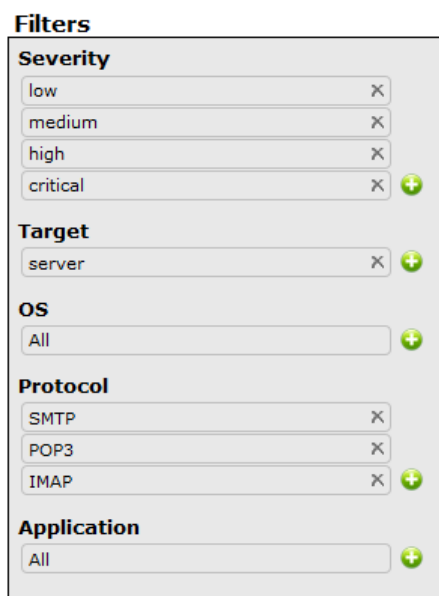 Filters
Severity
low
medium
high
critical
Target
server
OS
All
Protocol
SMTP
POP3
IMAP
Application
All